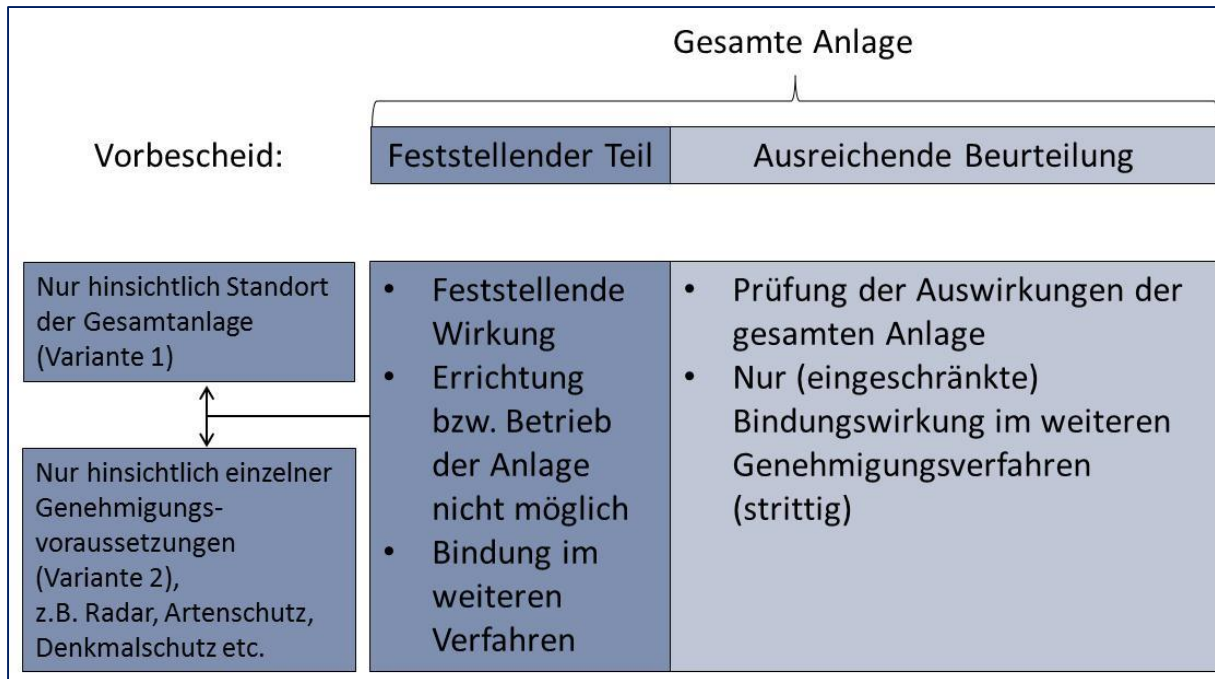 Gesamte Anlage
Vorbescheid:
Feststellender Teil
Ausreichende Beurteilung
Nur hinsichtlich Standort
der Gesamtanlage
(Variante 1)
Nur hinsichtlich einzelner
Genehmigungs-
voraussetzungen
(Variante 2),
z.B. Radar, Artenschutz,
Denkmalschutz etc.
• Feststellende
Wirkung
• Errichtung
bzw. Betrieb
der Anlage
nicht möglich
• Bindung im
weiteren
Verfahren
• Prüfung der Auswirkungen der
gesamten Anlage
• Nur (eingeschränkte)
Bindungswirkung im weiteren
Genehmigungsverfahren
(strittig)